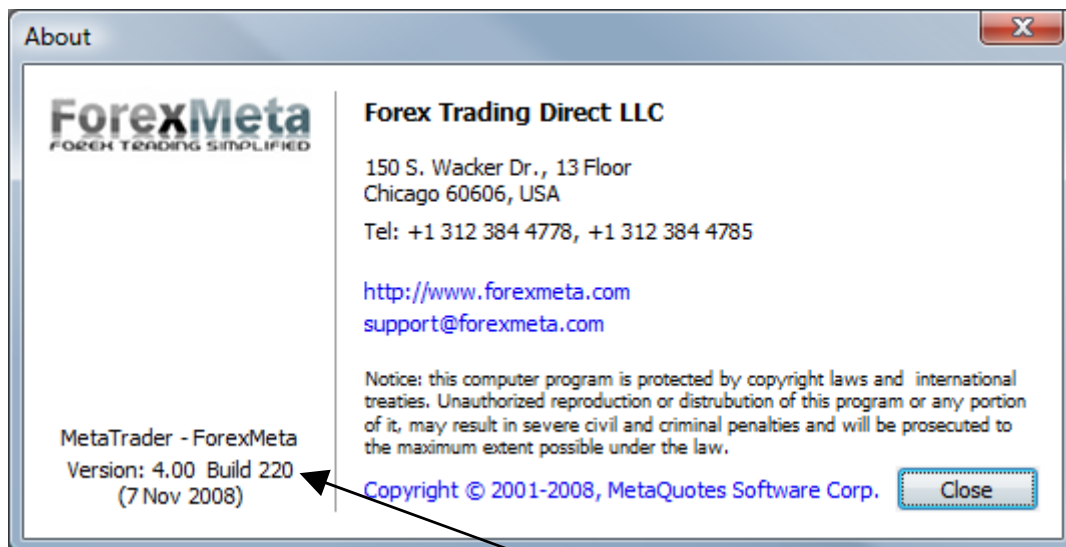 About
ForexMeta
FOREX TRADING SIMPLIFIED
Forex Trading Direct LLC
150 S. Wacker Dr., 13 Floor
Chicago 60606, USA
Tel: +1 312 384 4778, +1 312 384 4785
http://www.forexmeta.com
support@forexmeta.com
Notice: this computer program is protected by copyright laws and international
treaties. Unauthorized reproduction or distrubution of this program or any portion
of it, may result in severe civil and criminal penalties and will be prosecuted to
the maximum extent possible under the law.
MetaTrader - ForexMeta
Version: 4.00 Build 220
(7 Nov 2008)
Copyright © 2001-2008, MetaQuotes Software Corp.
Close